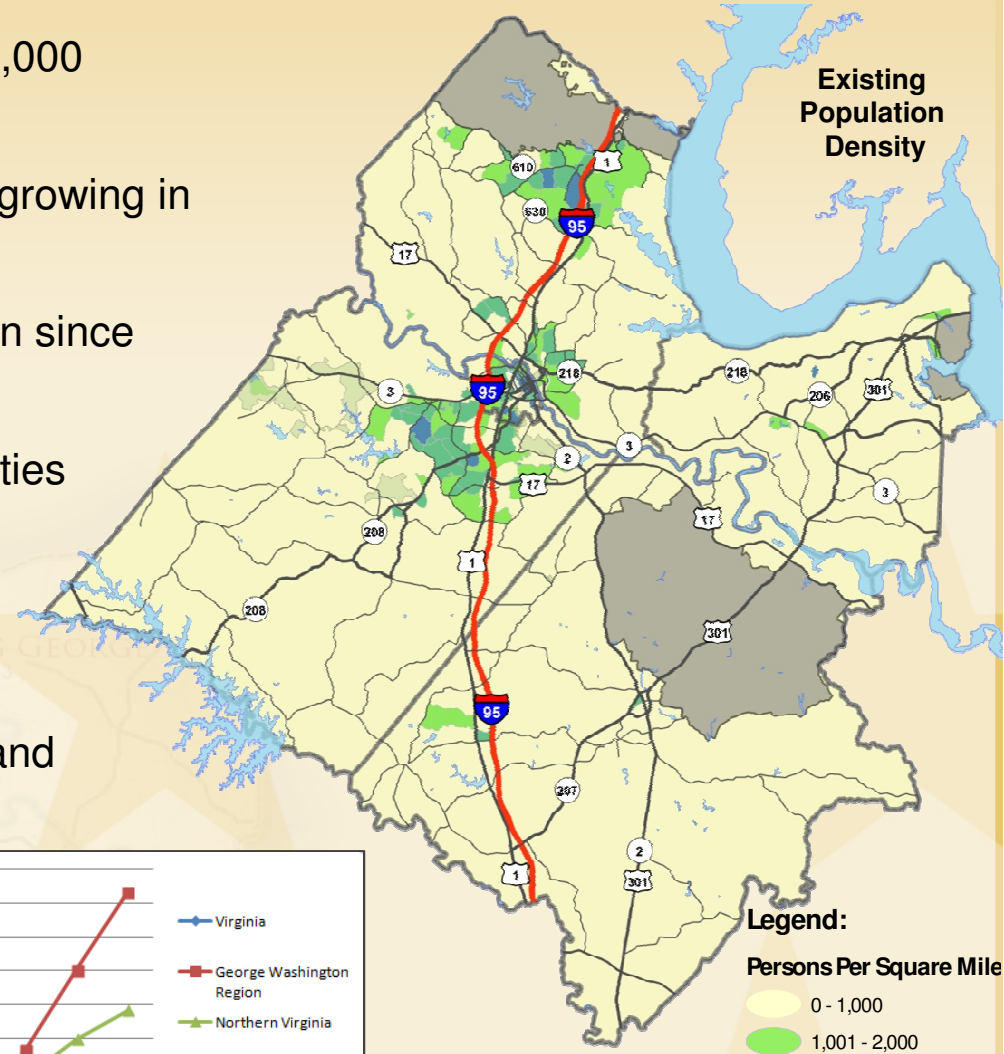 ,000
growing in
n since
ties
and
Existing
Population
Density
610
1
630
95
17
3
95
218
218
206
301
2
3
17
3
208
17
1
208
301
95
207
2
1
301
Virginia
George Washington
Region
Northern Virginia
Legend:
Persons Per Square Mile
0 - 1,000
1,001 - 2,000